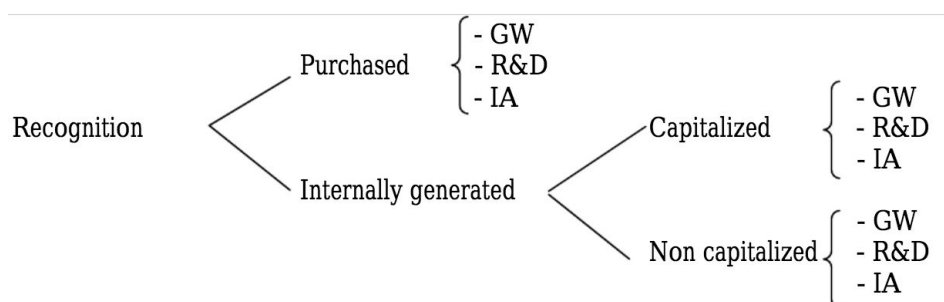 Recognition
Purchased
- GW
- R&D
- IA
Internally generated
Capitalized
- GW
- R&D
- IA
Non capitalized
- GW
- R&D
- IA